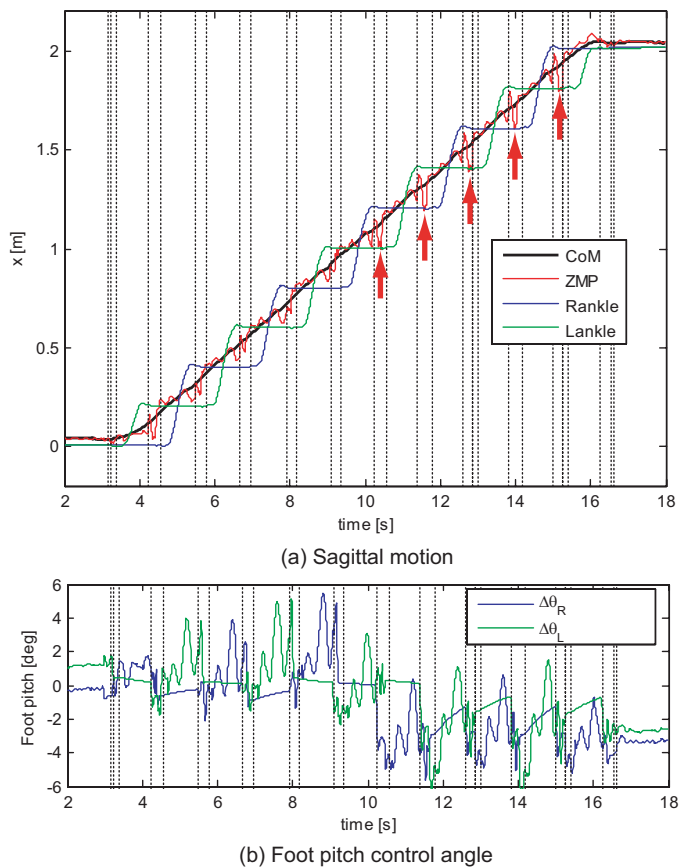 2
1.5
1
0.5
0
x [m]
CoM
ZMP
Rankle
Lankle
2 4 6 8 10 12 14 16 18
time [s]
(a) Sagittal motion
6
4
2
0
-2
-4
-6
Foot pitch [deg]
Δθ_R
Δθ_L
2 4 6 8 10 12 14 16 18
time [s]
(b) Foot pitch control angle